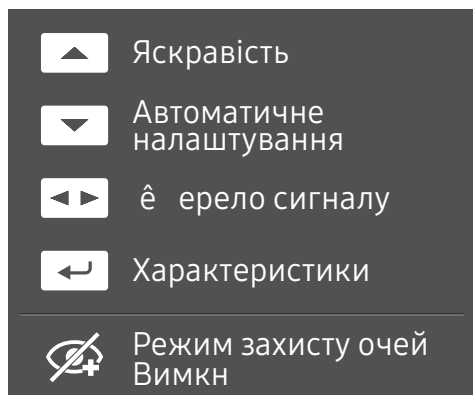 Яскравість
Автоматичне
налаштування
ê ерело сигналу
Характеристики
Режим захисту очей
Вимкн